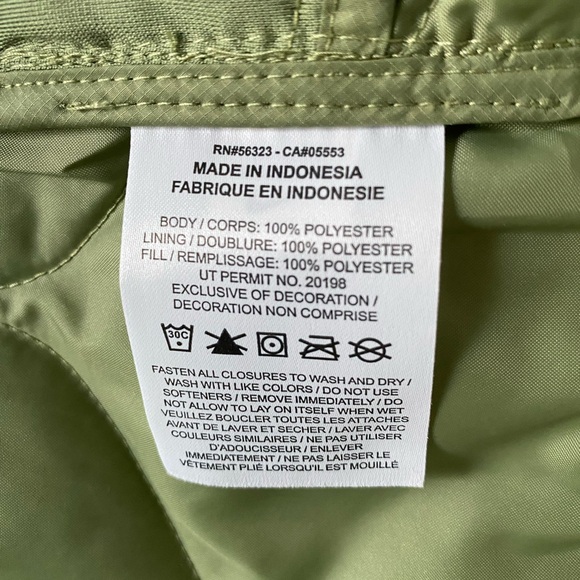 RN#56323 - CA#05553
MADE IN INDONESIA
FABRIQUE EN INDONESIE
BODY / CORPS: 100% POLYESTER
LINING / DOUBLURE: 100% POLYESTER
FILL / REMPLISSAGE: 100% POLYESTER
UT PERMIT NO. 20198
EXCLUSIVE OF DECORATION /
DECORATION NON COMPRISE
30C
FASTEN ALL CLOSURES TO WASH AND DRY /
WASH WITH LIKE COLORS / DO NOT USE
SOFTENERS / REMOVE IMMEDIATELY / DO
NOT ALLOW TO LAY ON ITSELF WHEN WET
VEUILLEZ BOUCLER TOUTES LES ATTACHES
AVANT DE LAVER ET SECHER / LAVER AVEC
COULEURS SIMILAIRES / NE PAS UTILISER
D'ADOUCISSEUR / ENLEVER
IMMEDIATEMENT / NE PAS LAISSER LE
VÊTEMENT PLIÉ LORSQU'IL EST MOUILLÉ